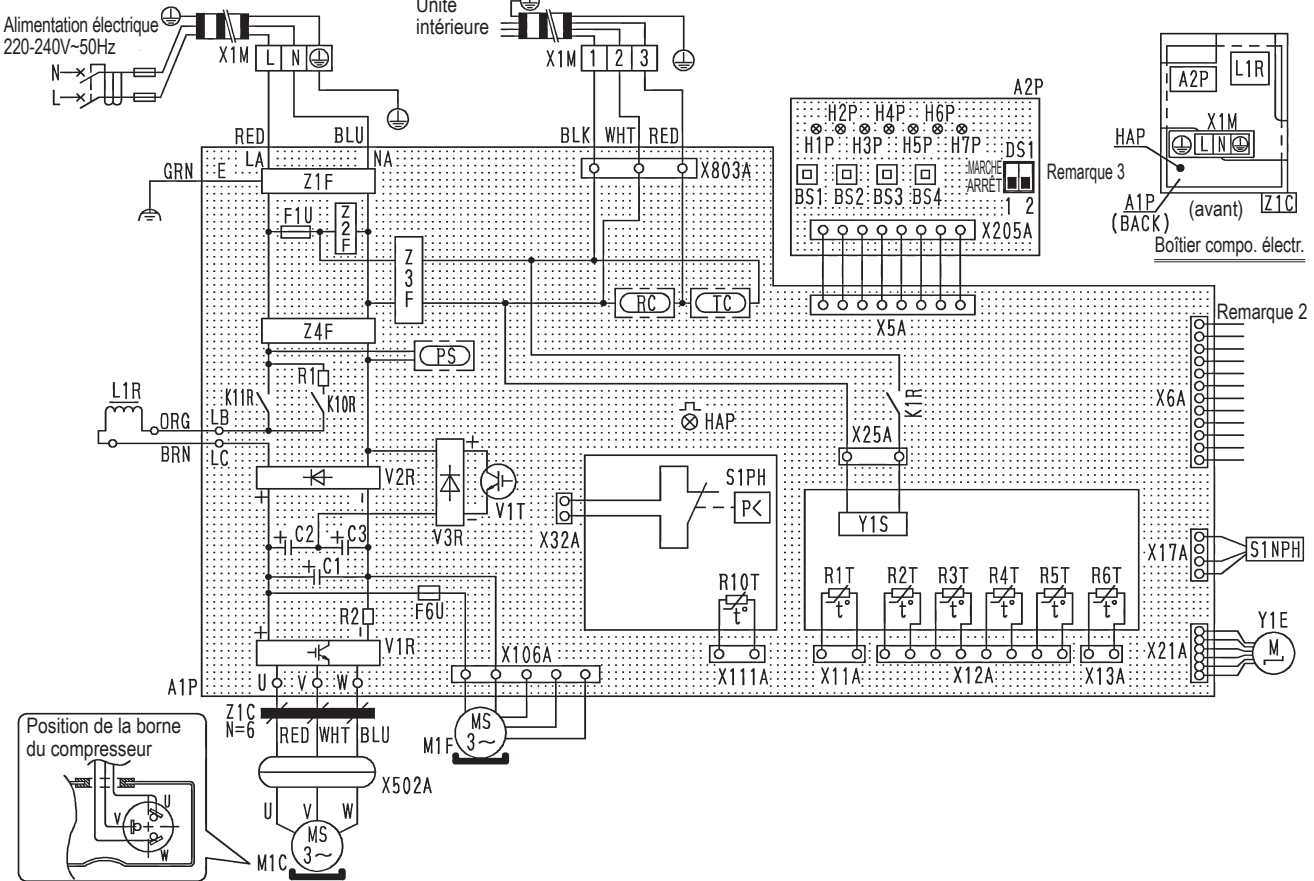 Alimentation électrique
220-240V~50Hz
N
L
X1M
L N
Unité
intérieure
X1M
1 2 3
RED
BLU
BLK WHT RED
LA
NA
GRN
E
Z1F
X803A
F1U
Z2F
Z3F
Z4F
RC
TC
PS
R1
K11R
K10R
L1R
ORG
LB
BRN
LC
V2R
+
-
+
-
V3R
V1T
C2
+
+
C3
+
C1
R2
F6U
+
-
V1R
U V W
A1P
X106A
Z1C
N=6
RED WHT BLU
X502A
U V W
MS
3~
M1C
MS
3~
M1F
Position de la borne
du compresseur
U
V
W
HAP
A2P
H2P H4P H6P
H1P H3P H5P H7P
DS1
MARCHE
ARRÊT
1 2
Remarque 3
BS1 BS2 BS3 BS4
X205A
X5A
A2P
L1R
X1M
L N
HAP
A1P
(BACK)
(avant)
Z1C
Boîtier compo. électr.
Remarque 2
X6A
K1R
X25A
Y1S
S1PH
P<
X32A
R10T
t°
X111A
R1T R2T R3T R4T R5T R6T
t° t° t° t° t° t°
X11A X12A X13A
X17A
S1NPH
X21A
Y1E
M